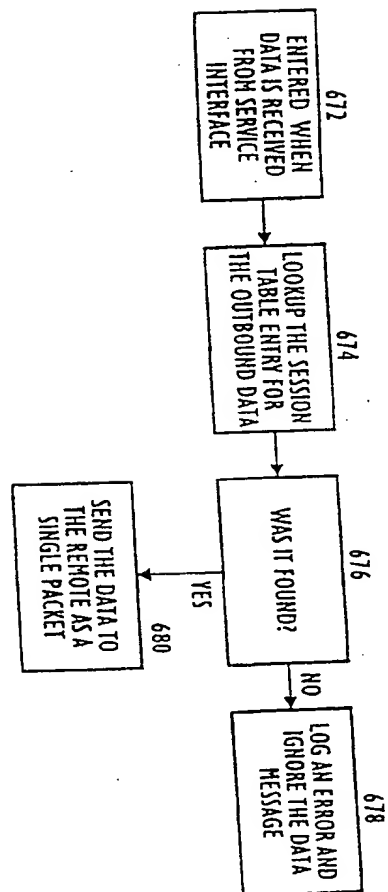 672
ENTERED WHEN
DATA IS RECEIVED
FROM SERVICE
INTERFACE
674
LOOKUP THE SESSION
TABLE ENTRY FOR
THE OUTBOUND DATA
676
WAS IT FOUND?
NO
678
LOG AN ERROR AND
IGNORE THE DATA
MESSAGE
YES
680
SEND THE DATA TO
THE REMOTE AS A
SINGLE PACKET